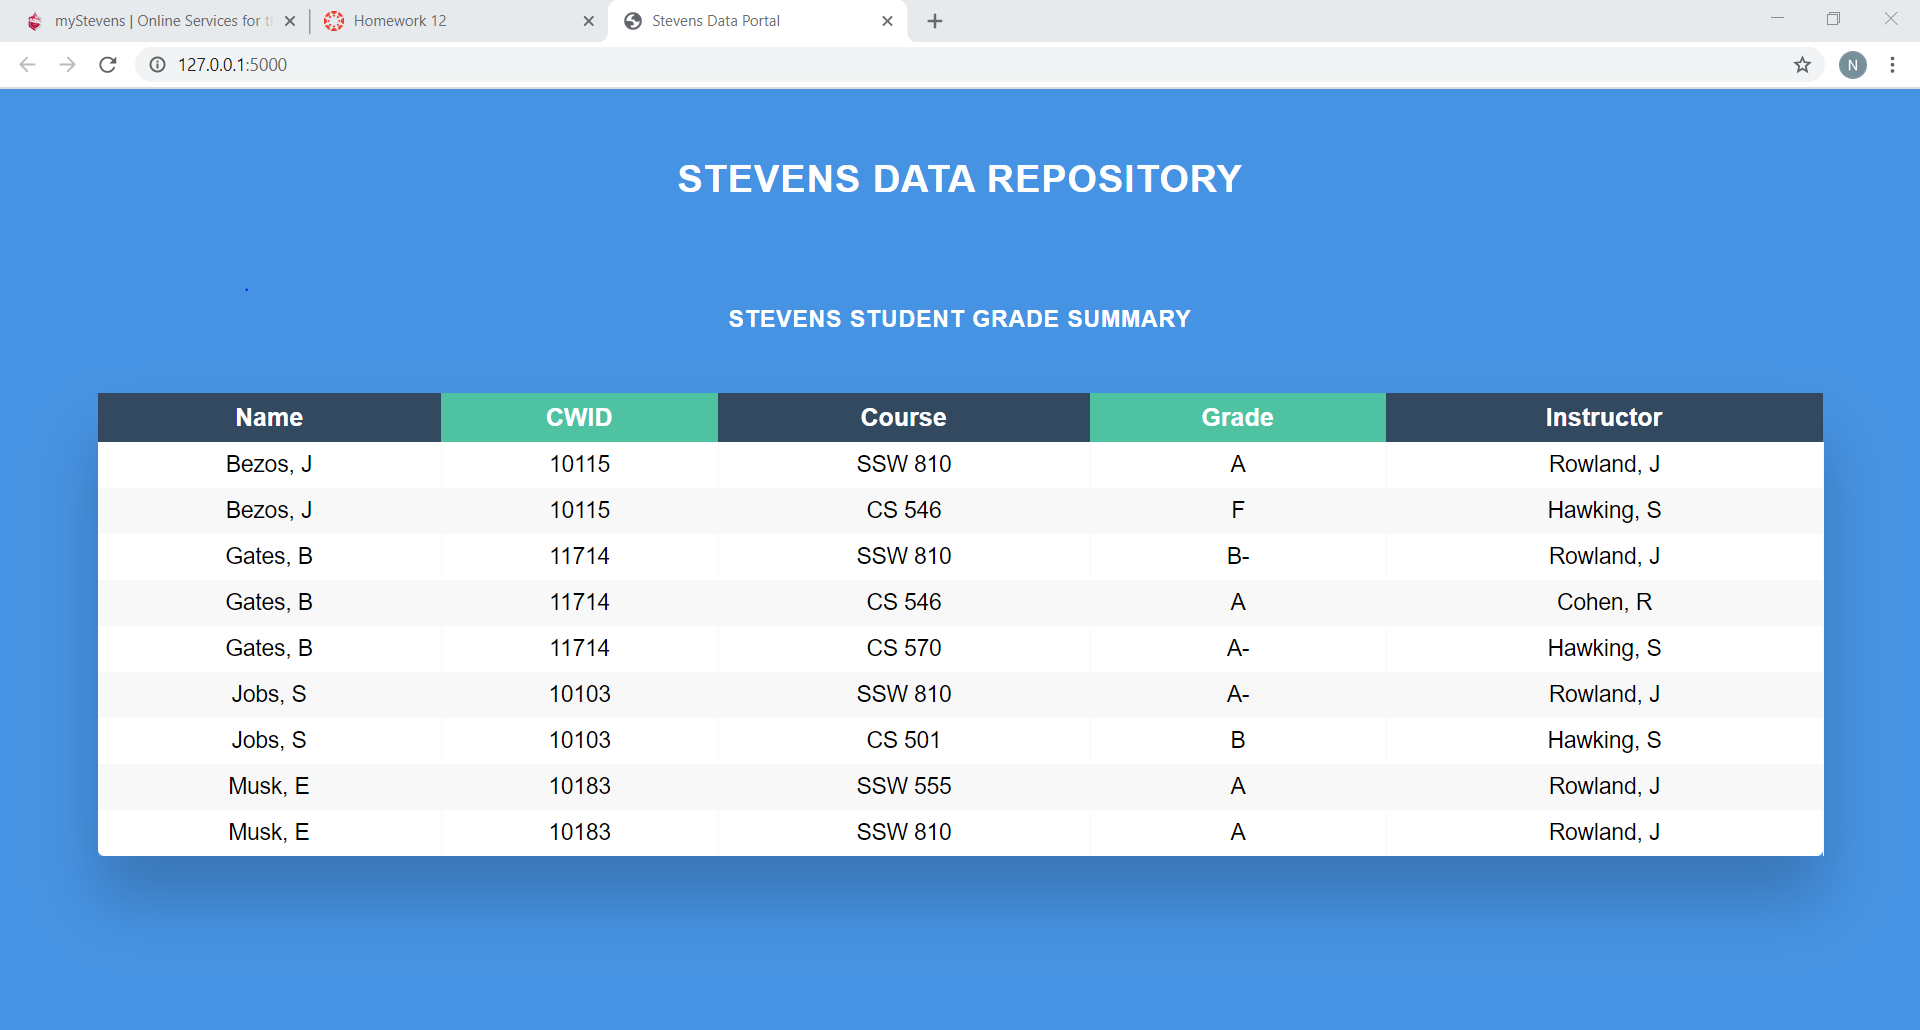 myStevens | Online Services for t
Homework 12
Stevens Data Portal
127.0.0.1:5000
N
STEVENS DATA REPOSITORY
STEVENS STUDENT GRADE SUMMARY
Name CWID Course Grade Instructor
Bezos, J 10115 SSW 810 A Rowland, J
Bezos, J 10115 CS 546 F Hawking, S
Gates, B 11714 SSW 810 B- Rowland, J
Gates, B 11714 CS 546 A Cohen, R
Gates, B 11714 CS 570 A- Hawking, S
Jobs, S 10103 SSW 810 A- Rowland, J
Jobs, S 10103 CS 501 B Hawking, S
Musk, E 10183 SSW 555 A Rowland, J
Musk, E 10183 SSW 810 A Rowland, J